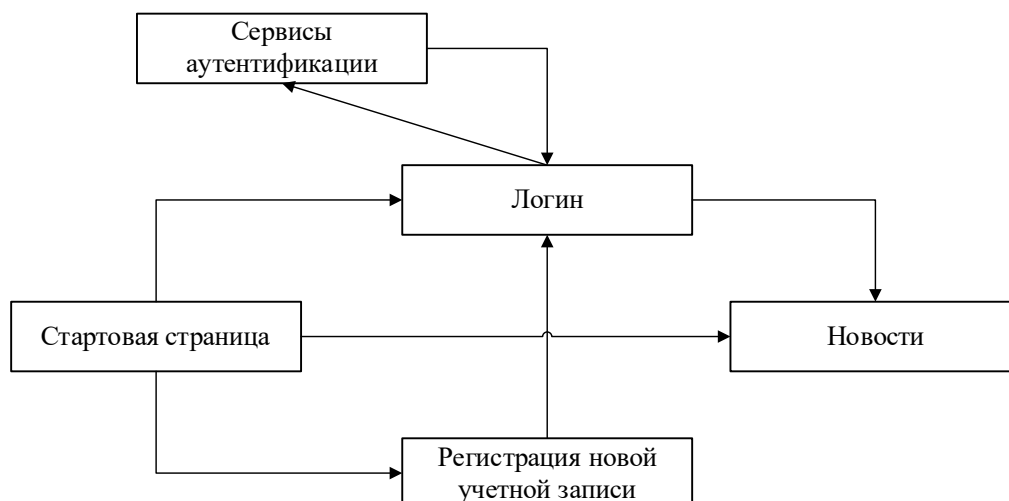 Сервисы
аутентификации
Логин
Стартовая страница
Новости
Регистрация новой
учетной записи